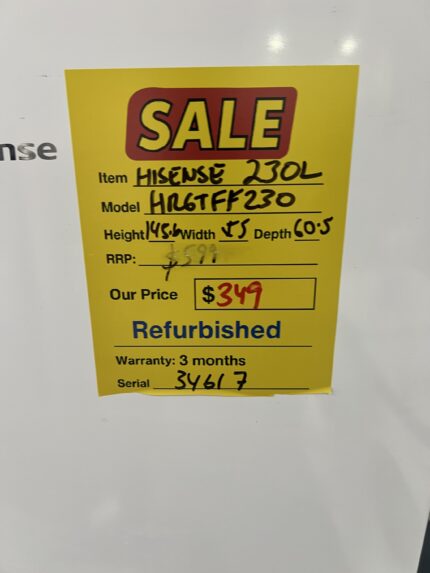 nse
SALE
Item HISENSE 230L
Model HR6TFF230
Height 145.6 Width 55 Depth 60.5
RRP: $599
Our Price $349
Refurbished
Warranty: 3 months
Serial 34617